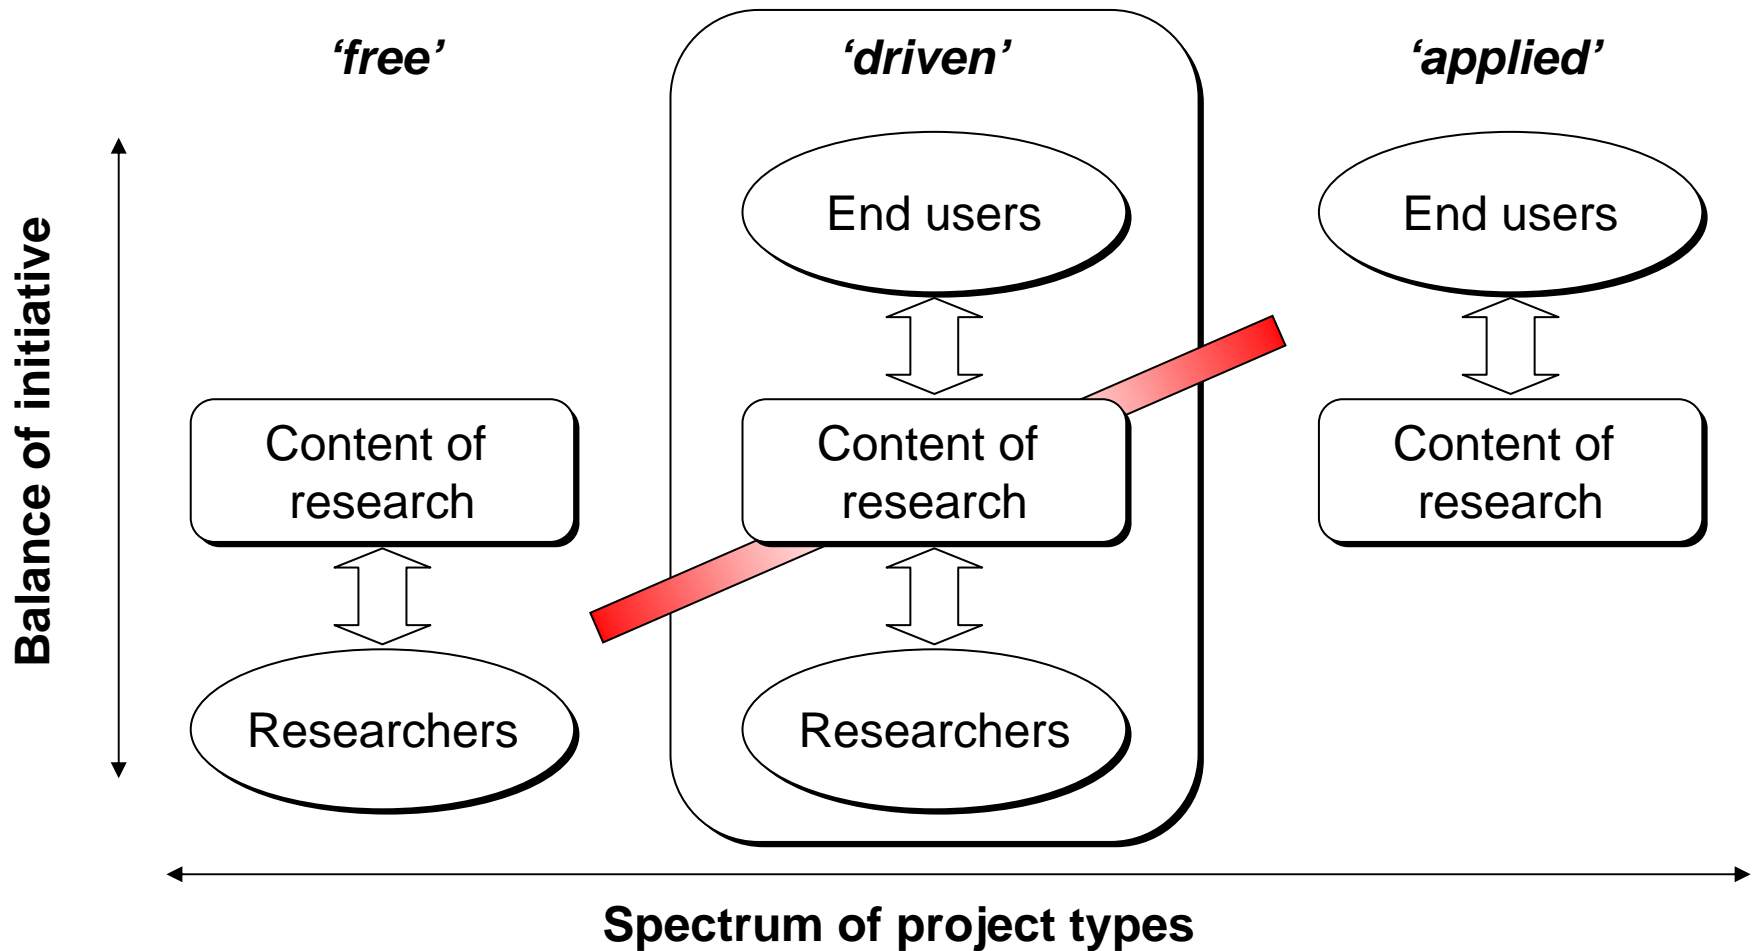 ‘free’
‘driven’
‘applied’
End users
End users
Balance of initiative
Content of
research
Content of
research
Content of
research
Researchers
Researchers
Spectrum of project types